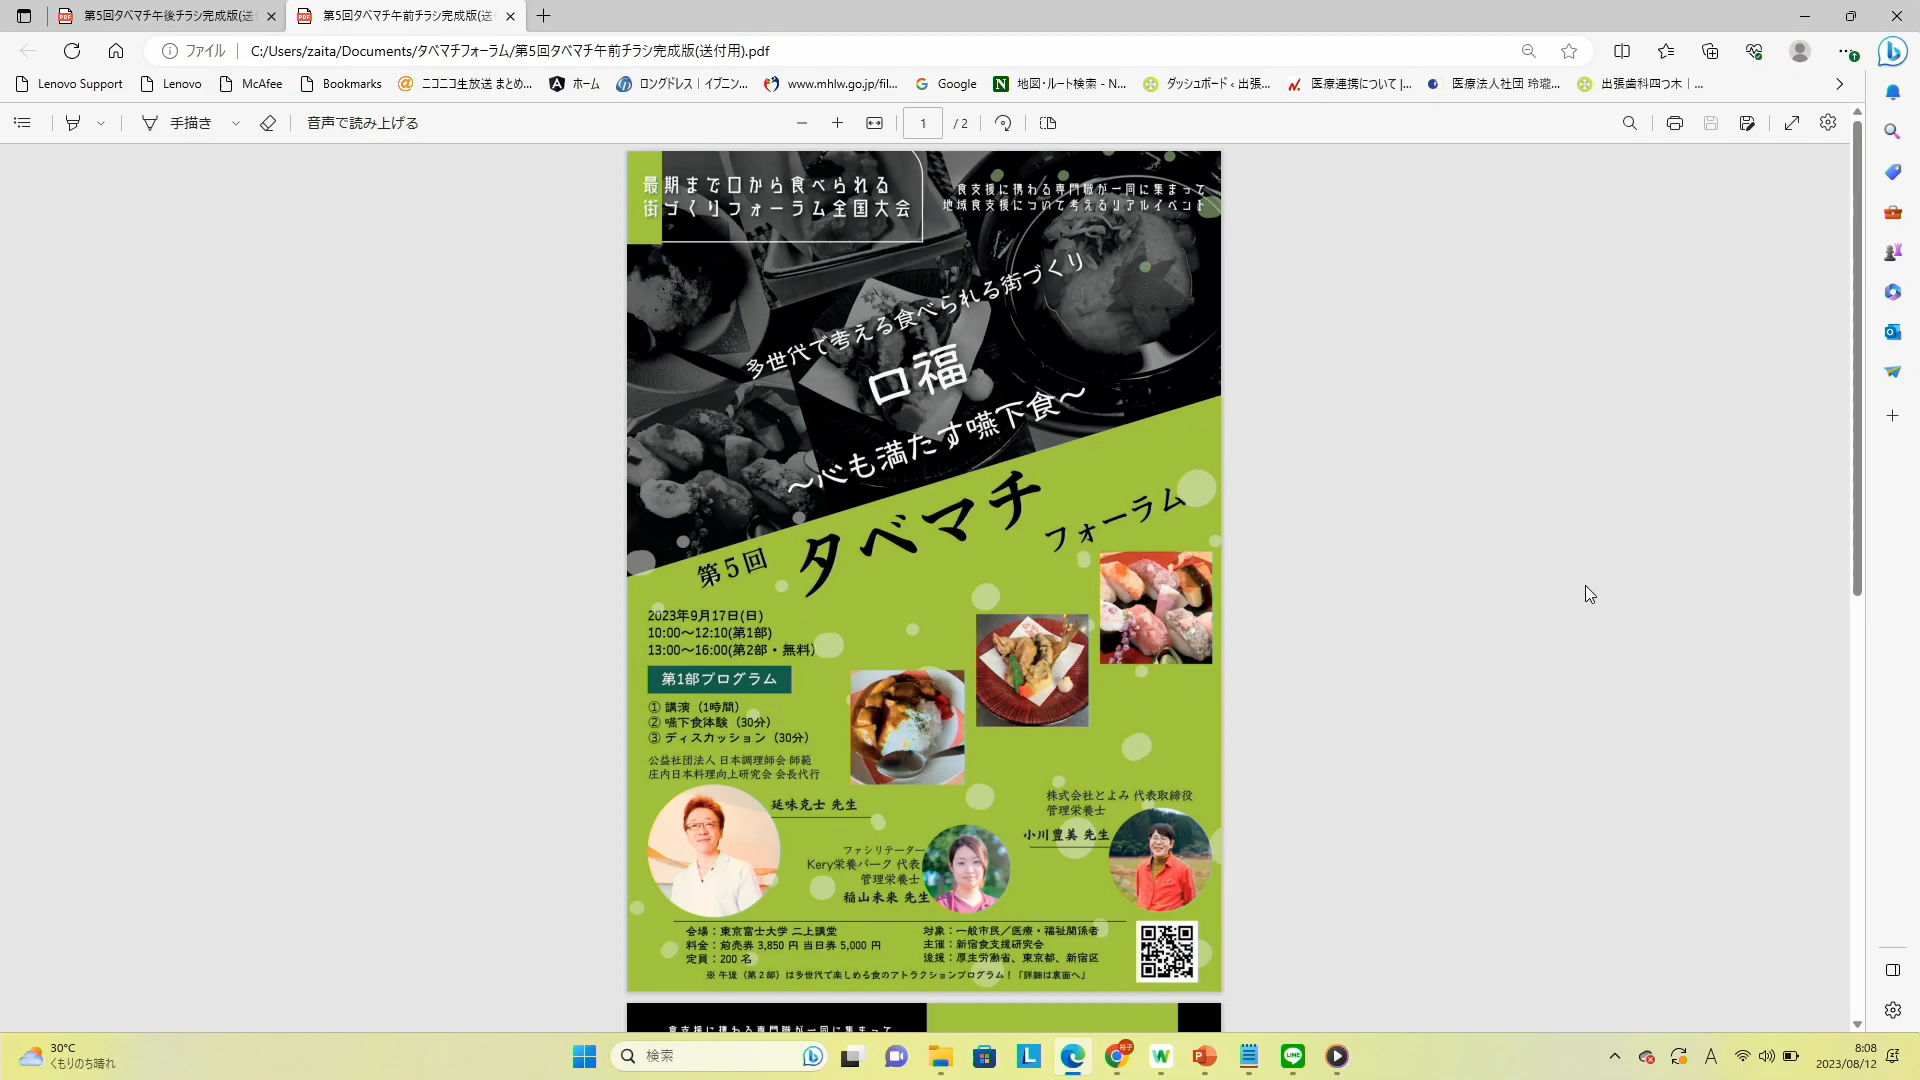 第5回タベマチ午後チラシ完成版(送
第5回タベマチ午前チラシ完成版(送
ファイル
C:/Users/zaita/Documents/タベマチフォーラム/第5回タベマチ午前チラシ完成版(送付用).pdf
Lenovo Support
Lenovo
McAfee
Bookmarks
ニコニコ生放送 まとめ...
ホーム
ロングドレス | イブニン...
www.mhlw.go.jp/fil...
Google
地図・ルート検索 - N...
ダッシュボード ‹ 出張...
医療連携について |...
医療法人社団 玲瓏...
出張歯科四つ木 | ...
手描き
音声で読み上げる
1
/ 2
最期まで口から食べられる
街づくりフォーラム全国大会
食支援に携わる専門職が一同に集まって
地域食支援について考えるリアルイベント
多世代で考える食べられる街づくり
口福
～心も満たす嚥下食～
第5回 タベマチ フォーラム
2023年9月17日(日)
10:00～12:10(第1部)
13:00～16:00(第2部・無料)
第1部プログラム
① 講演（1時間）
② 嚥下食体験（30分）
③ ディスカッション（30分）
公益社団法人 日本調理師会 師範
庄内日本料理向上研究会 会長代行
延味克士 先生
株式会社とよみ 代表取締役
管理栄養士
小川豊美 先生
ファシリテーター
Kery栄養パーク 代表
管理栄養士
稲山未来 先生
会場：東京富士大学 二上講堂
料金：前売券 3,850 円 当日券 5,000 円
定員：200 名
対象：一般市民／医療・福祉関係者
主催：新宿食支援研究会
後援：厚生労働省、東京都、新宿区
※ 午後（第２部）は多世代で楽しめる食のアトラクションプログラム！「詳細は裏面へ」
食支援に携わる専門職が一同に集まって
30°C
くもりのち晴れ
検索
裕子
A
8:08
2023/08/12